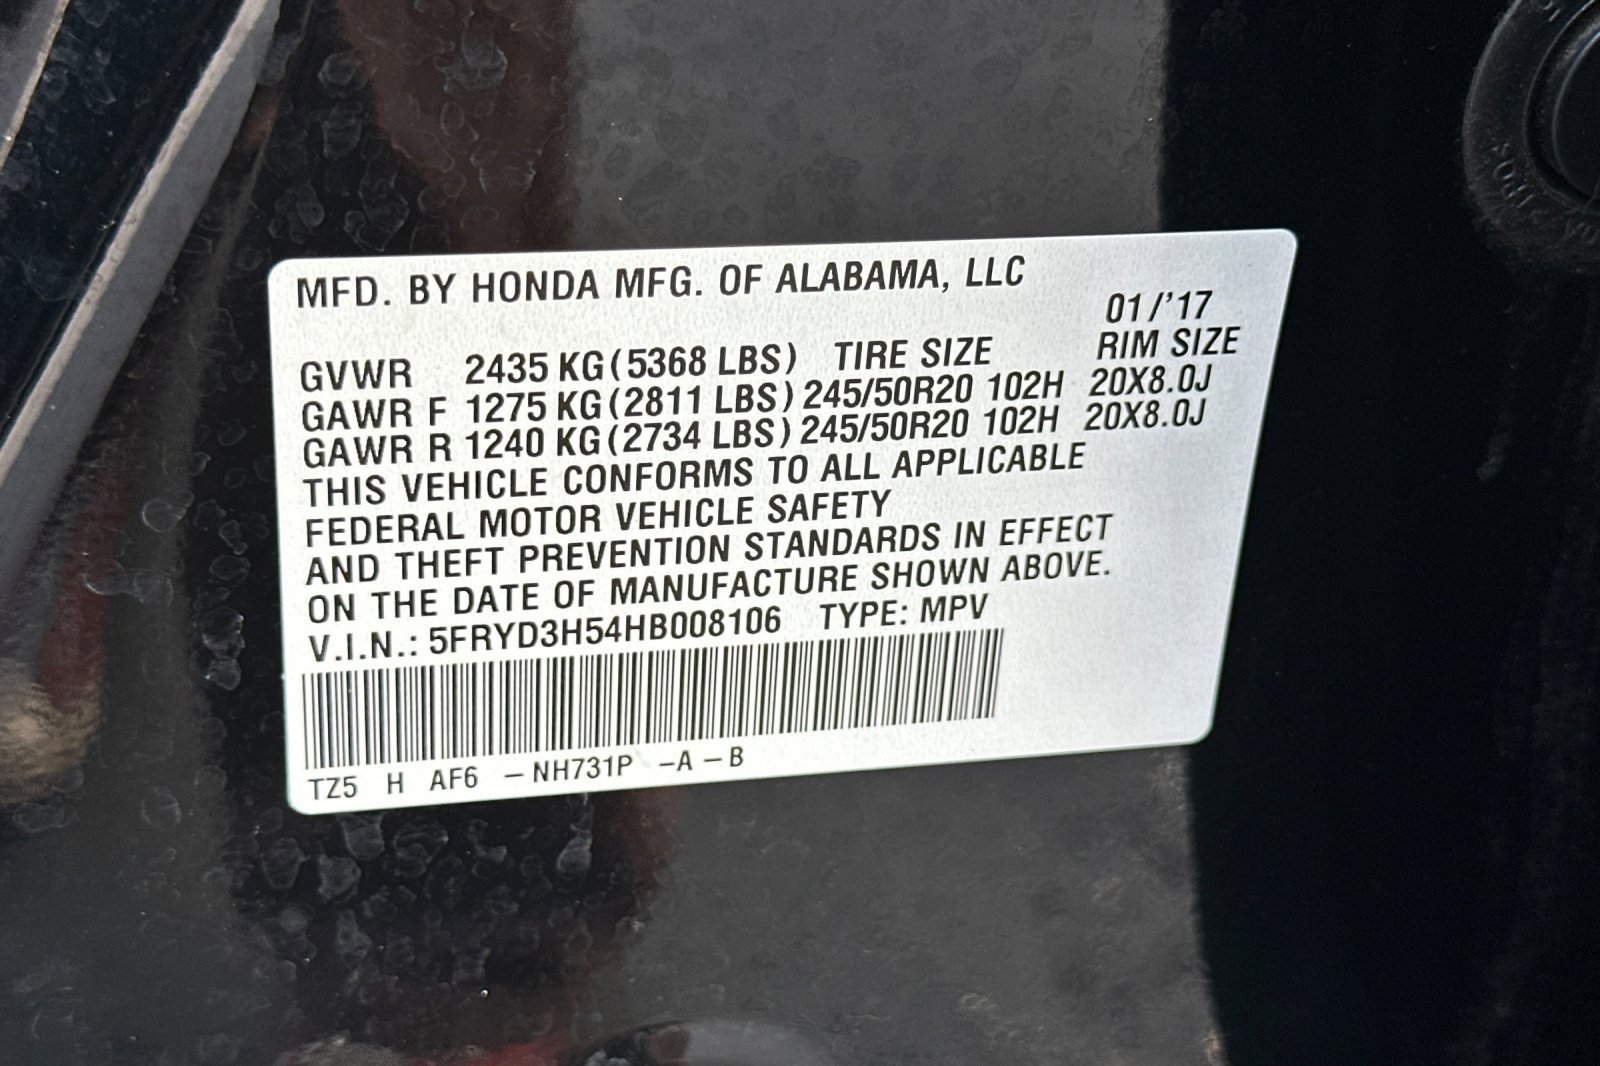 MFD. BY HONDA MFG. OF ALABAMA, LLC
01/'17
GVWR 2435 KG(5368 LBS) TIRE SIZE RIM SIZE
GAWR F 1275 KG(2811 LBS) 245/50R20 102H 20X8.0J
GAWR R 1240 KG(2734 LBS) 245/50R20 102H 20X8.0J
THIS VEHICLE CONFORMS TO ALL APPLICABLE
FEDERAL MOTOR VEHICLE SAFETY
AND THEFT PREVENTION STANDARDS IN EFFECT
ON THE DATE OF MANUFACTURE SHOWN ABOVE.
V.I.N.: 5FRYD3H54HB008106 TYPE: MPV
TZ5 H AF6 -NH731P -A-B